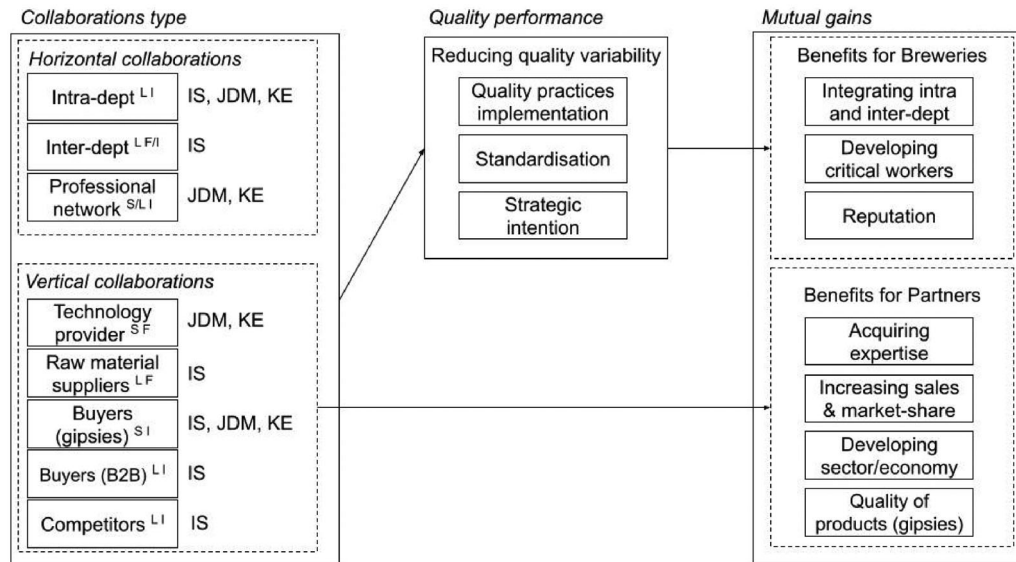 Collaborations type
Horizontal collaborations
Intra-dept L I
IS, JDM, KE
Inter-dept L F/I
IS
Professional
network S/L I
JDM, KE
Vertical collaborations
Technology
provider S F
JDM, KE
Raw material
suppliers L F
IS
Buyers
(gipsies) S I
IS, JDM, KE
Buyers (B2B) L I
IS
Competitors L I
IS
Quality performance
Reducing quality variability
Quality practices
implementation
Standardisation
Strategic
intention
Mutual gains
Benefits for Breweries
Integrating intra
and inter-dept
Developing
critical workers
Reputation
Benefits for Partners
Acquiring
expertise
Increasing sales
& market-share
Developing
sector/economy
Quality of
products (gipsies)